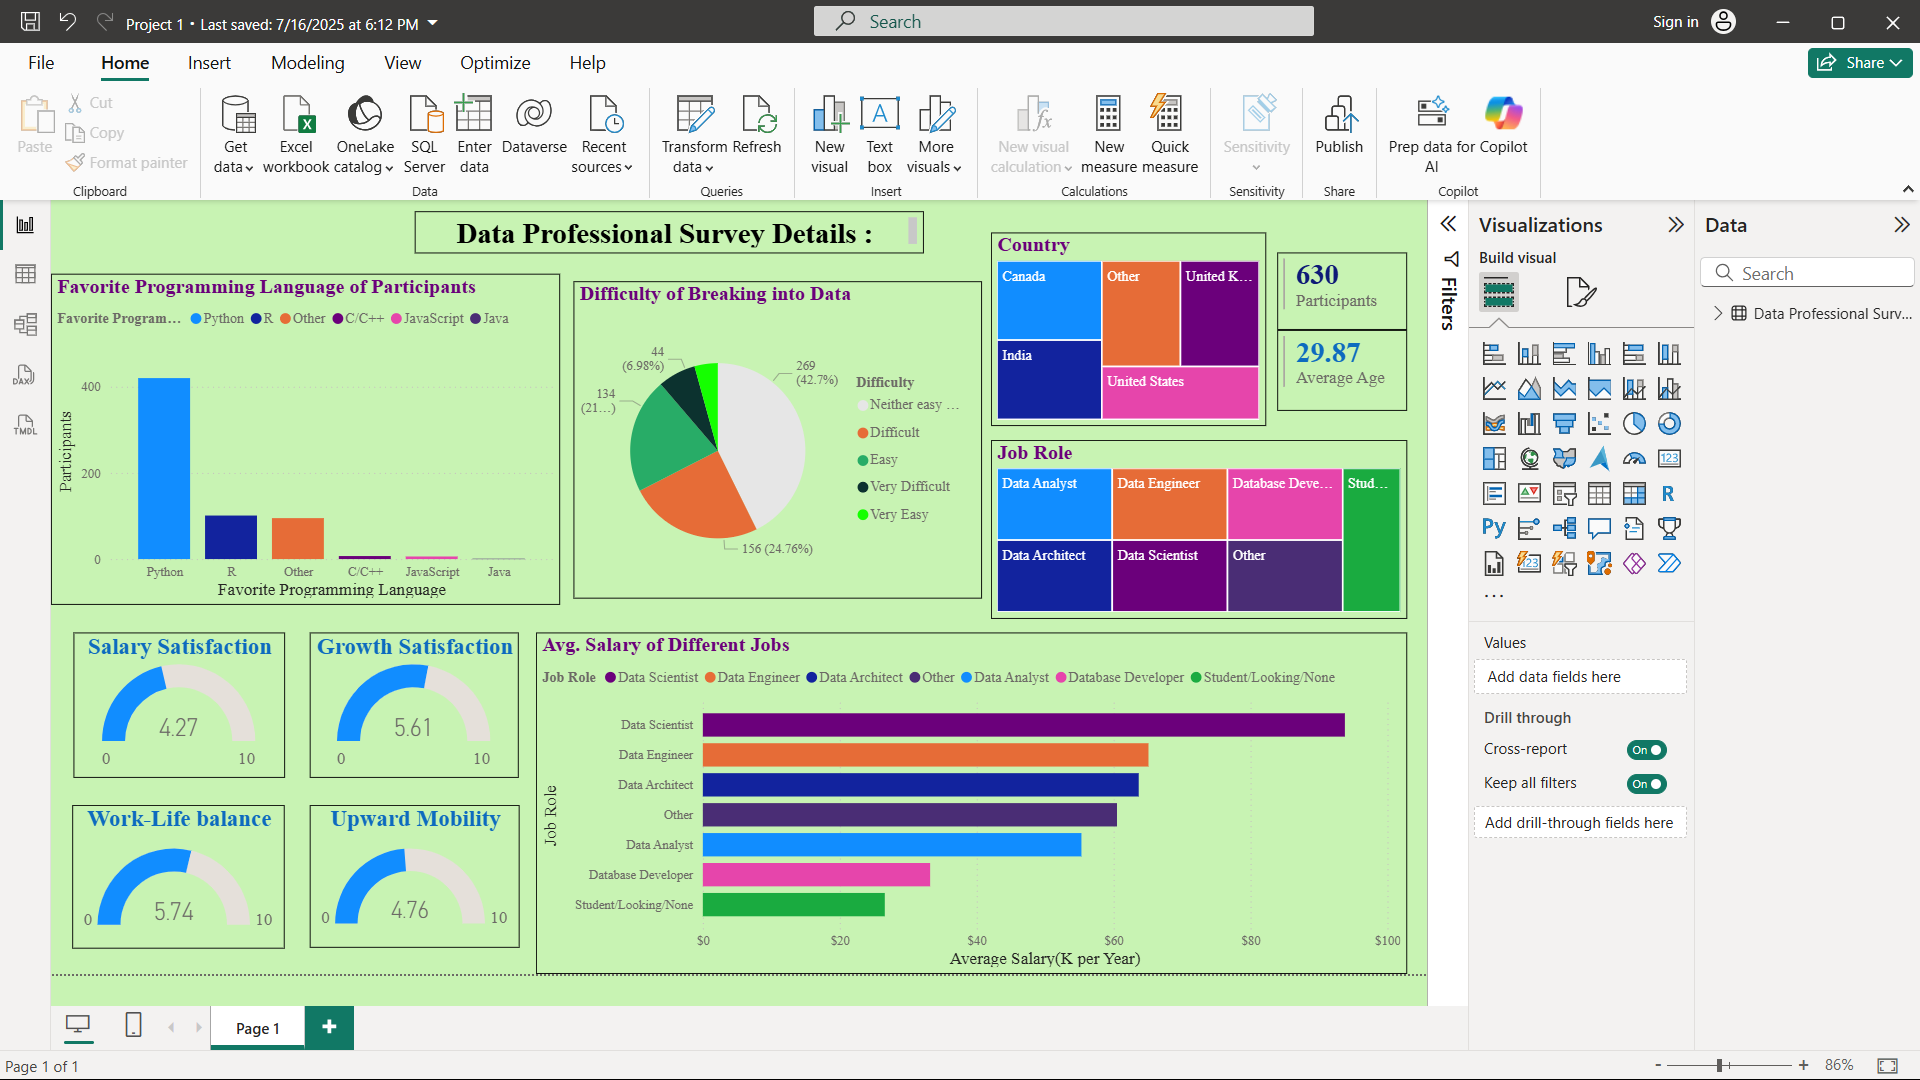 Project 1 • Last saved: 7/16/2025 at 6:12 PM
Search
Sign in
File
Home
Insert
Modeling
View
Optimize
Help
Share
Paste
Cut
Copy
Format painter
Clipboard
Get data
Excel workbook
OneLake catalog
SQL Server
Enter data
Dataverse
Recent sources
Data
Transform data
Refresh
Queries
New visual
Text box
More visuals
Insert
New visual calculation
New measure
Quick measure
Calculations
Sensitivity
Sensitivity
Publish
Share
Prep data for AI
Copilot
Copilot
DAX
TMDL
Data Professional Survey Details :
Favorite Programming Language of Participants
Favorite Program... Python R Other C/C++ JavaScript Java
Participants
400
200
0
Python R Other C/C++ JavaScript Java
Favorite Programming Language
Difficulty of Breaking into Data
44
(6.98%)
269
(42.7%)
134
(21...)
156 (24.76%)
Difficulty
Neither easy ...
Difficult
Easy
Very Difficult
Very Easy
Country
Canada
Other
United K...
India
United States
630
Participants
29.87
Average Age
Job Role
Data Analyst
Data Engineer
Database Deve...
Stud...
Data Architect
Data Scientist
Other
Salary Satisfaction
4.27
0 10
Growth Satisfaction
5.61
0 10
Work-Life balance
5.74
0 10
Upward Mobility
4.76
0 10
Avg. Salary of Different Jobs
Job Role Data Scientist Data Engineer Data Architect Other Data Analyst Database Developer Student/Looking/None
Job Role
Data Scientist
Data Engineer
Data Architect
Other
Data Analyst
Database Developer
Student/Looking/None
$0 $20 $40 $60 $80 $100
Average Salary(K per Year)
Filters
Visualizations
Build visual
123
R
Py
123
...
Values
Add data fields here
Drill through
Cross-report
On
Keep all filters
On
Add drill-through fields here
Data
Search
Data Professional Surv...
Page 1
Page 1 of 1
- + 86%